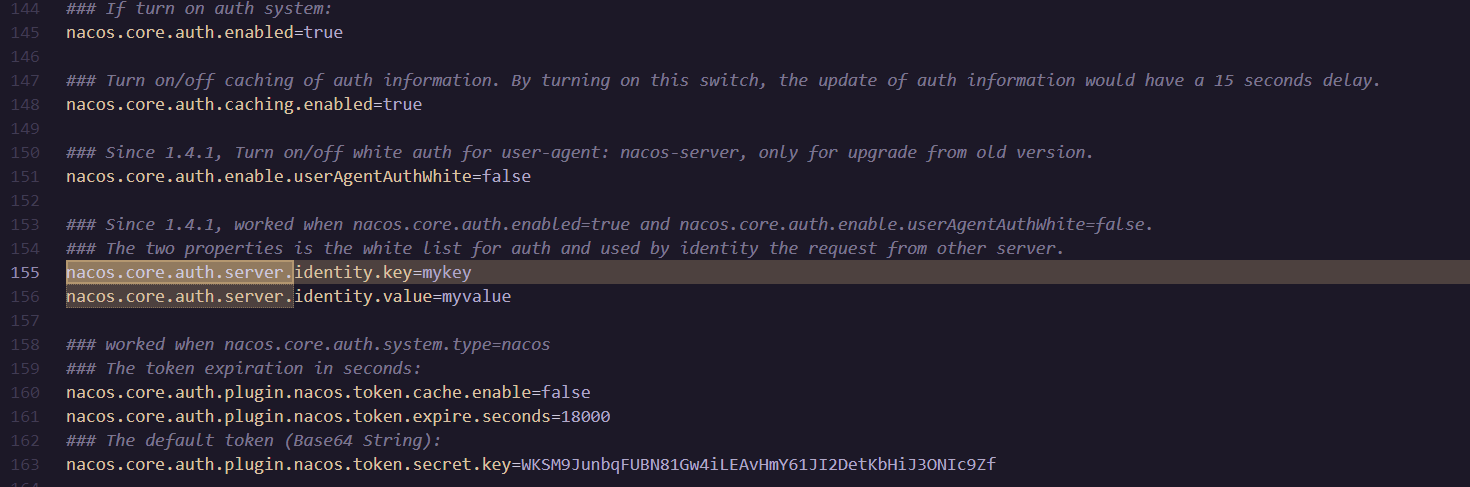 144 ### If turn on auth system:
145 nacos.core.auth.enabled=true
146
147 ### Turn on/off caching of auth information. By turning on this switch, the update of auth information would have a 15 seconds delay.
148 nacos.core.auth.caching.enabled=true
149
150 ### Since 1.4.1, Turn on/off white auth for user-agent: nacos-server, only for upgrade from old version.
151 nacos.core.auth.enable.userAgentAuthWhite=false
152
153 ### Since 1.4.1, worked when nacos.core.auth.enabled=true and nacos.core.auth.enable.userAgentAuthWhite=false.
154 ### The two properties is the white list for auth and used by identity the request from other server.
155 nacos.core.auth.server.identity.key=mykey
156 nacos.core.auth.server.identity.value=myvalue
157
158 ### worked when nacos.core.auth.system.type=nacos
159 ### The token expiration in seconds:
160 nacos.core.auth.plugin.nacos.token.cache.enable=false
161 nacos.core.auth.plugin.nacos.token.expire.seconds=18000
162 ### The default token (Base64 String):
163 nacos.core.auth.plugin.nacos.token.secret.key=WKSM9JunbqFUBN81Gw4iLEAvHmY61JI2DetKbHiJ3ONIc9Zf
164